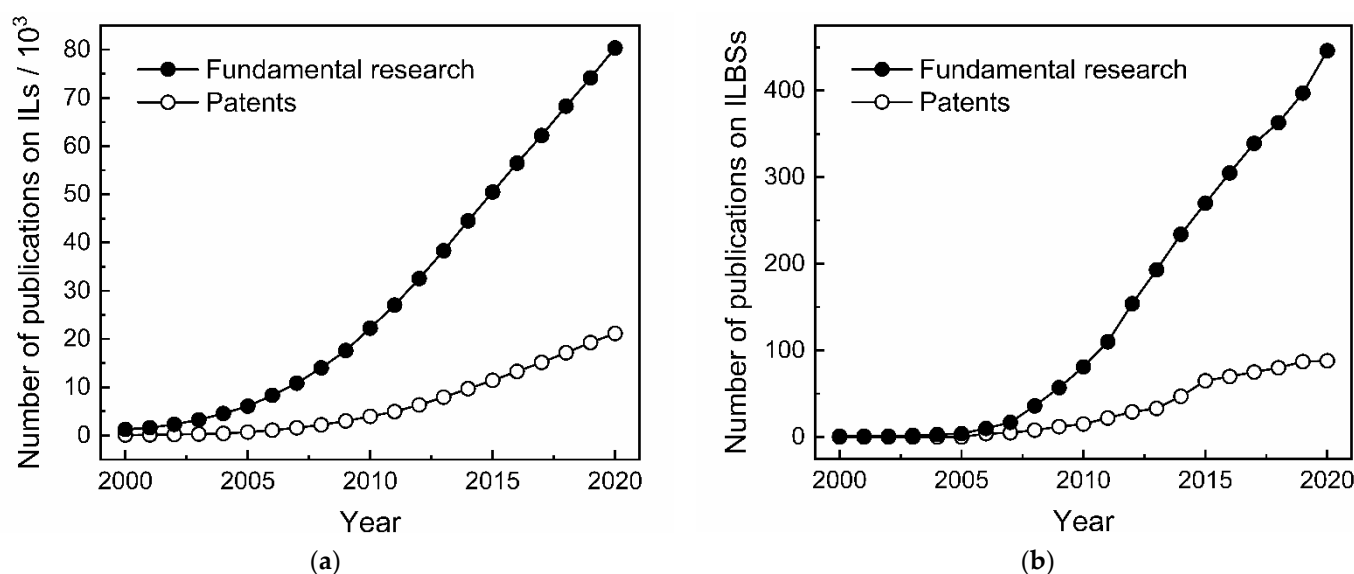 Number of publications on ILs / 10³
80
70
60
50
40
30
20
10
0
Fundamental research
Patents
2000 2005 2010 2015 2020
Year
(a)
Number of publications on ILBSs
400
300
200
100
0
Fundamental research
Patents
2000 2005 2010 2015 2020
Year
(b)